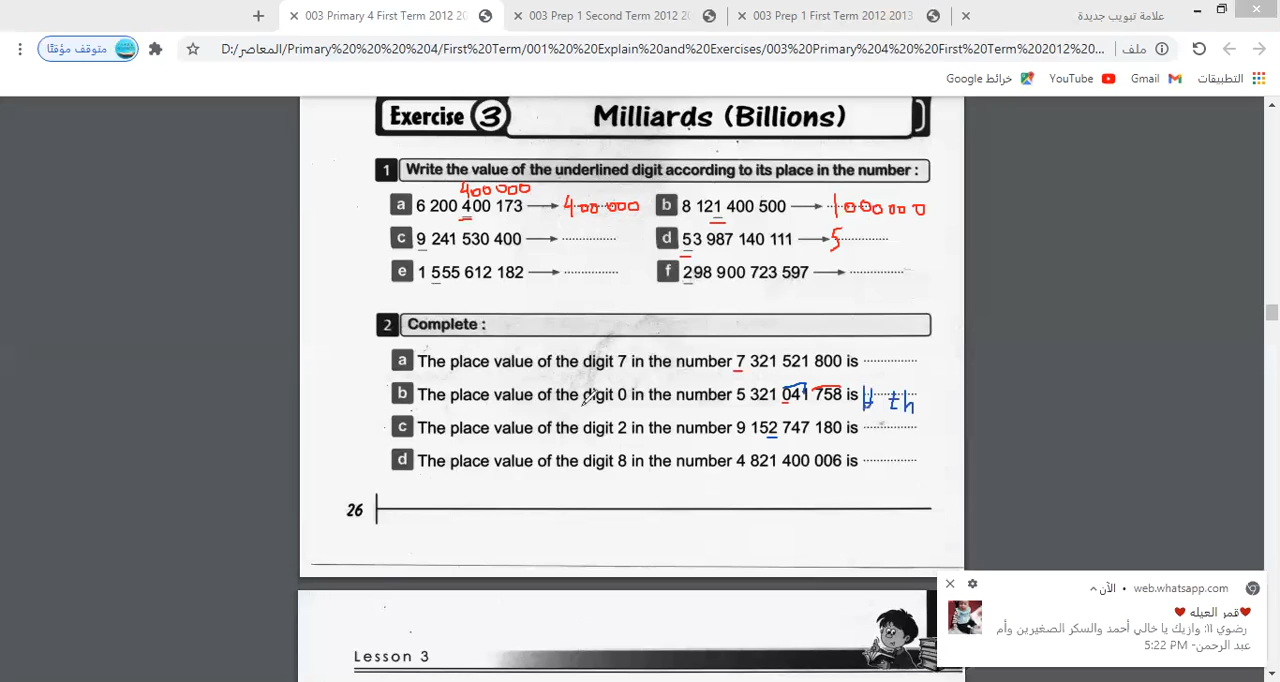 003 Primary 4 First Term 2012 20
003 Prep 1 Second Term 2012 20
003 Prep 1 First Term 2012 2013
علامة تبويب جديدة
متوقف مؤقتًا
D:/المعاصر/Primary%20%20%20%204/First%20Term/001%20%20Explain%20and%20Exercises/003%20Primary%204%20%20First%20Term%202012%20...
ملف
التطبيقات
Gmail
YouTube
خرائط Google
Exercise 3 Milliards (Billions)
1 Write the value of the underlined digit according to its place in the number :
400 000
a 6 200 400 173 400 000
b 8 121 400 500 1000000
c 9 241 530 400
d 53 987 140 111 5
e 1 555 612 182
f 298 900 723 597
2 Complete :
a The place value of the digit 7 in the number 7 321 521 800 is
b The place value of the digit 0 in the number 5 321 041 758 is H th
c The place value of the digit 2 in the number 9 152 747 180 is
d The place value of the digit 8 in the number 4 821 400 006 is
26
Lesson 3
web.whatsapp.com • الآن
♥قمر العيله♥
رضوي ١١: وازيك يا خالي أحمد والسكر الصغيرين وأم
عبد الرحمن- 5:22 PM